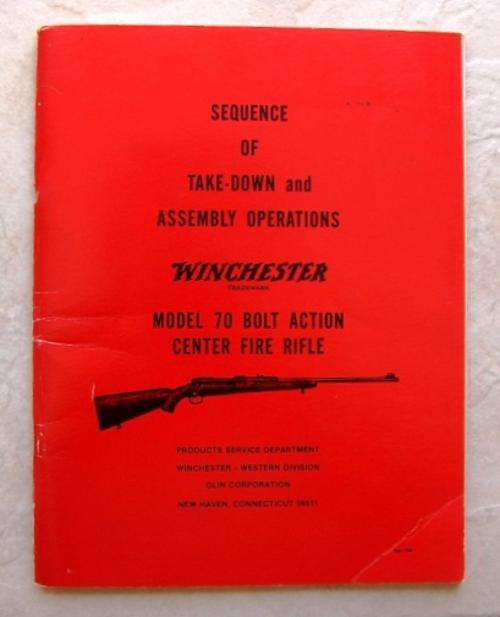 SEQUENCE
OF
TAKE-DOWN and
ASSEMBLY OPERATIONS
WINCHESTER
TRADEMARK
MODEL 70 BOLT ACTION
CENTER FIRE RIFLE
PRODUCTS SERVICE DEPARTMENT
WINCHESTER - WESTERN DIVISION
OLIN CORPORATION
NEW HAVEN, CONNECTICUT